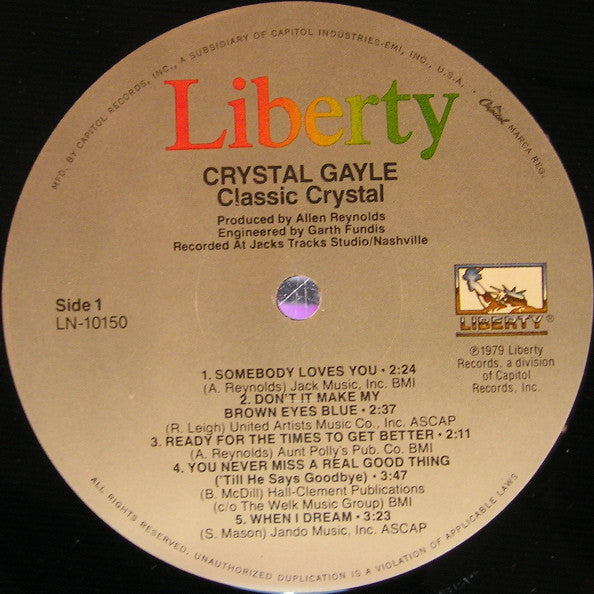 MFD. BY CAPITOL RECORDS, INC., A SUBSIDIARY OF CAPITOL INDUSTRIES-EMI, INC., U.S.A. · Capitol MARCA REG.
Liberty
CRYSTAL GAYLE
Classic Crystal
Produced by Allen Reynolds
Engineered by Garth Fundis
Recorded At Jacks Tracks Studio/Nashville
Side 1
LN-10150
LIBERTY®
℗1979 Liberty
Records, a division
of Capitol
Records, Inc.
1. SOMEBODY LOVES YOU • 2:24
(A. Reynolds) Jack Music, Inc. BMI
2. DON'T IT MAKE MY
BROWN EYES BLUE • 2:37
(R. Leigh) United Artists Music Co., Inc. ASCAP
3. READY FOR THE TIMES TO GET BETTER • 2:11
(A. Reynolds) Aunt Polly's Pub. Co. BMI
4. YOU NEVER MISS A REAL GOOD THING
('Till He Says Goodbye) • 3:47
(B. McDill) Hall-Clement Publications
(c/o The Welk Music Group) BMI
5. WHEN I DREAM • 3:23
(S. Mason) Jando Music, Inc. ASCAP
ALL RIGHTS RESERVED. UNAUTHORIZED DUPLICATION IS A VIOLATION OF APPLICABLE LAWS